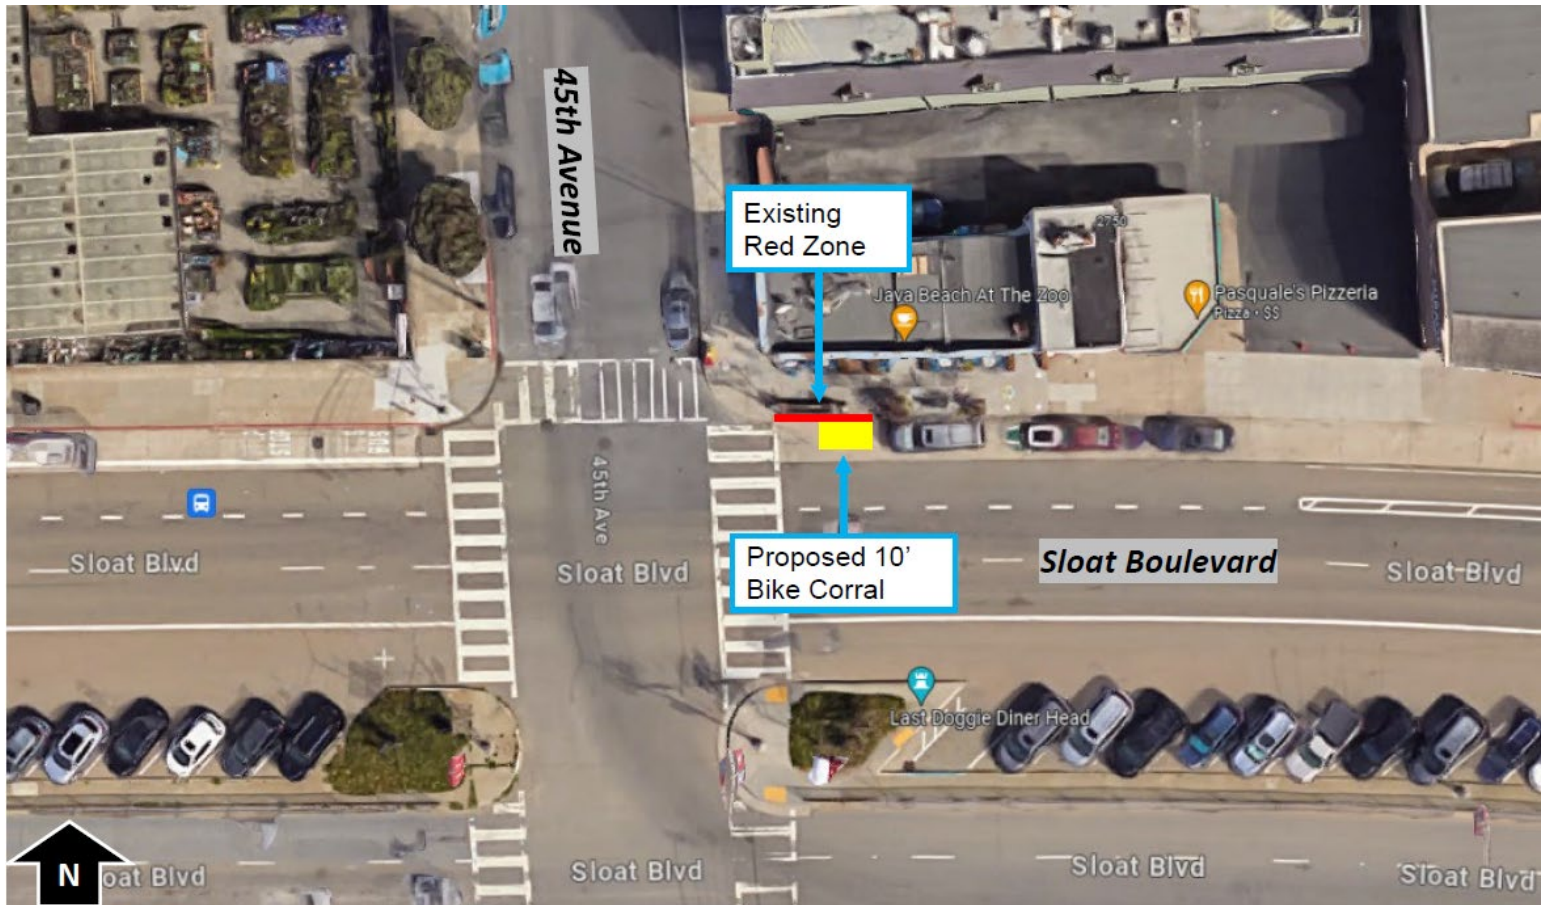 45th Avenue
Existing
Red Zone
2750
Java Beach At The Zoo
Pasquale's Pizzeria
Pizza • $$
45th Ave
Proposed 10’
Bike Corral
Sloat Boulevard
Sloat Blvd
Sloat Blvd
Sloat Blvd
Last Doggie Diner Head
N
oat Blvd
Sloat Blvd
Sloat Blvd
Sloat Blvd